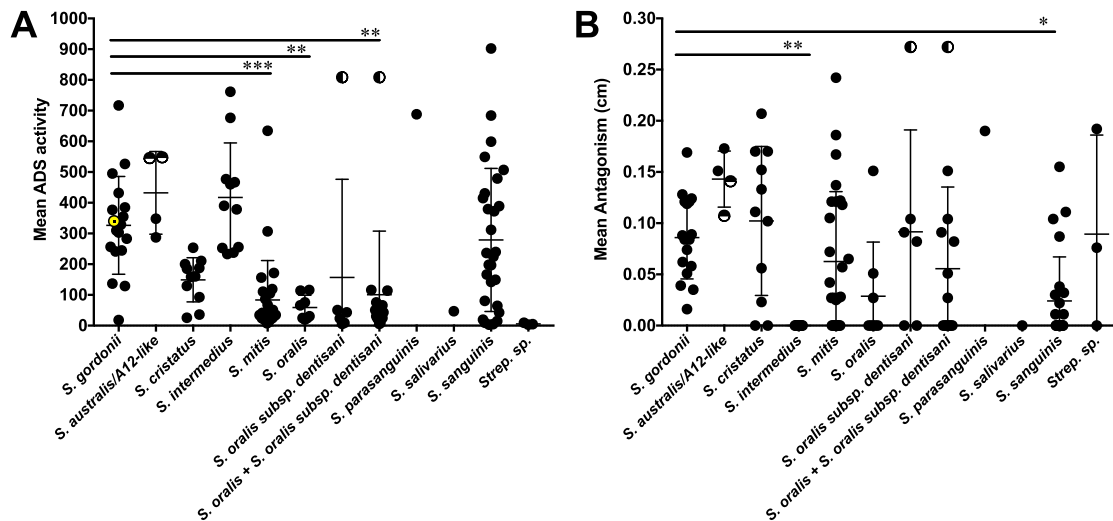 A
Mean ADS activity
1000
900
800
700
600
500
400
300
200
100
0
**
**
***
S. gordonii
S. australis/A12-like
S. cristatus
S. intermedius
S. mitis
S. oralis
S. oralis subsp. dentisani
S. oralis + S. oralis subsp. dentisani
S. parasanguinis
S. salivarius
S. sanguinis
Strep. sp.
B
Mean Antagonism (cm)
0.30
0.25
0.20
0.15
0.10
0.05
0.00
*
**
S. gordonii
S. australis/A12-like
S. cristatus
S. intermedius
S. mitis
S. oralis
S. oralis subsp. dentisani
S. oralis + S. oralis subsp. dentisani
S. parasanguinis
S. salivarius
S. sanguinis
Strep. sp.